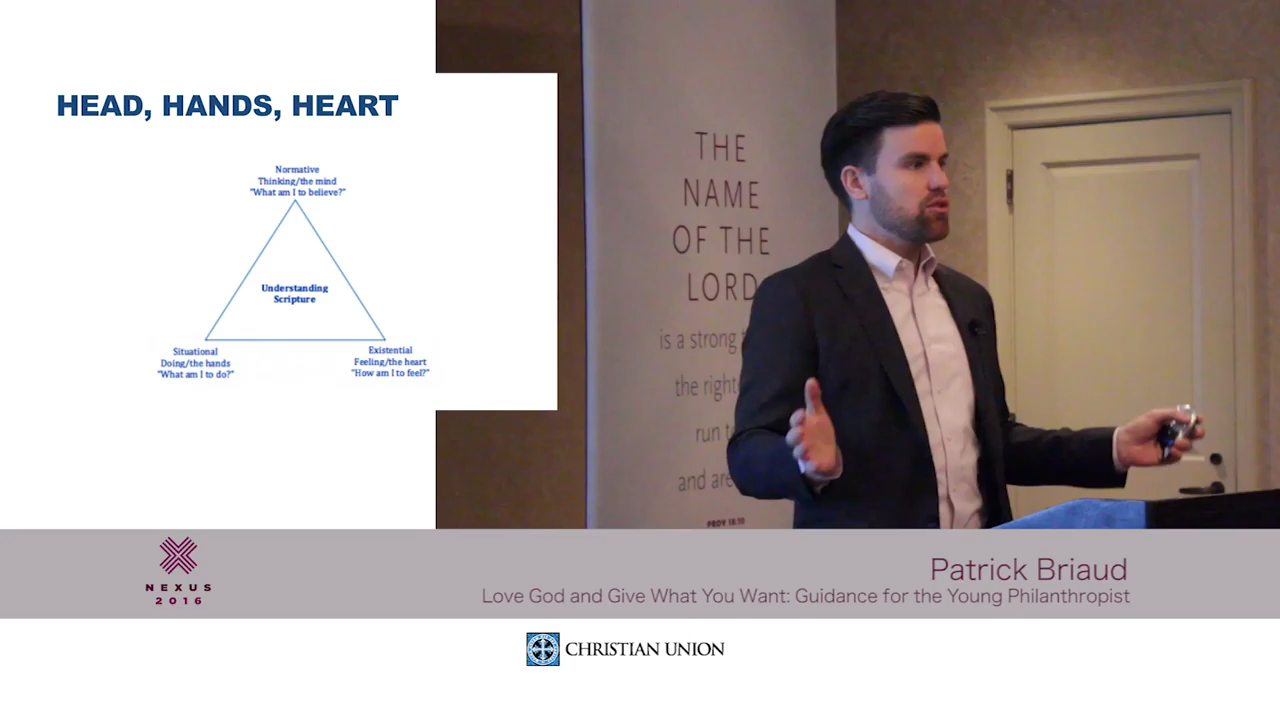 HEAD, HANDS, HEART
Normative
Thinking/the mind
"What am I to believe?"
Understanding
Scripture
Situational
Doing/the hands
"What am I to do?"
Existential
Feeling/the heart
"How am I to feel?"
THE
NAME
OF THE
LORD
is a strong
the
run
and
PROV 18:10
NEXUS
2016
Patrick Briaud
Love God and Give What You Want: Guidance for the Young Philanthropist
CHRISTIAN UNION